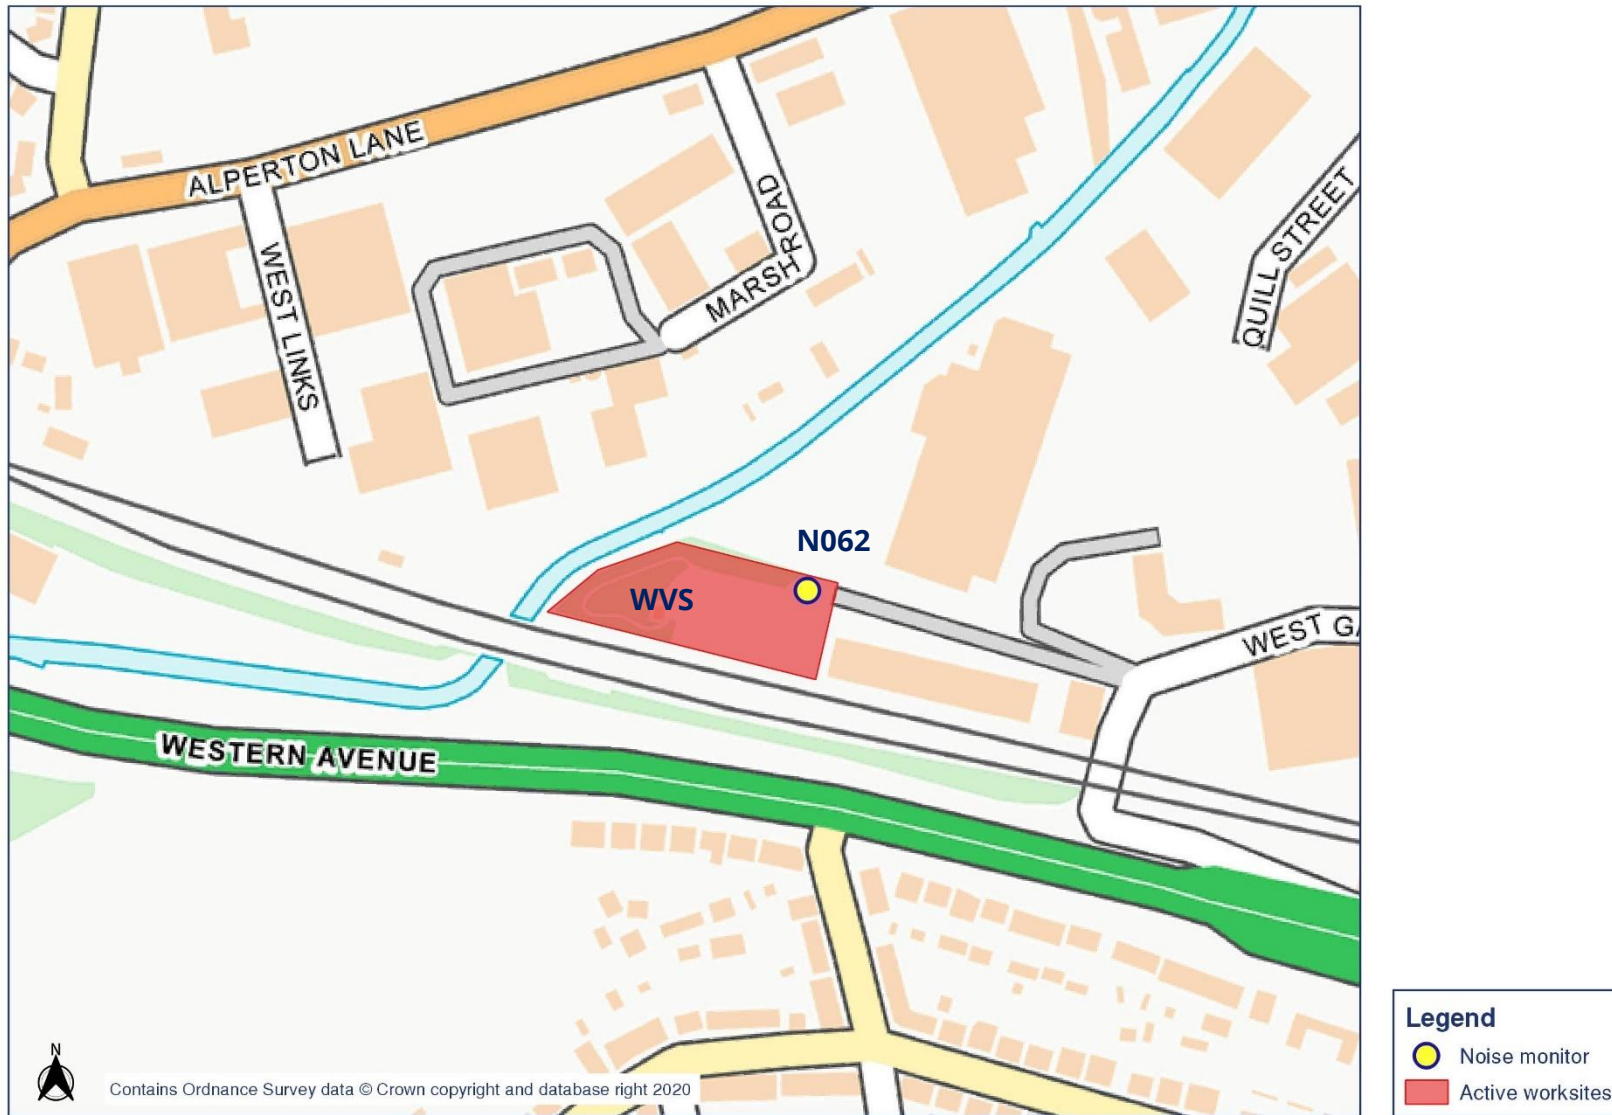 ALPERTON LANE
WEST LINKS
MARSH ROAD
QUILL STREET
N062
WVS
WEST GA
WESTERN AVENUE
N
Contains Ordnance Survey data © Crown copyright and database right 2020
Legend
Noise monitor
Active worksites